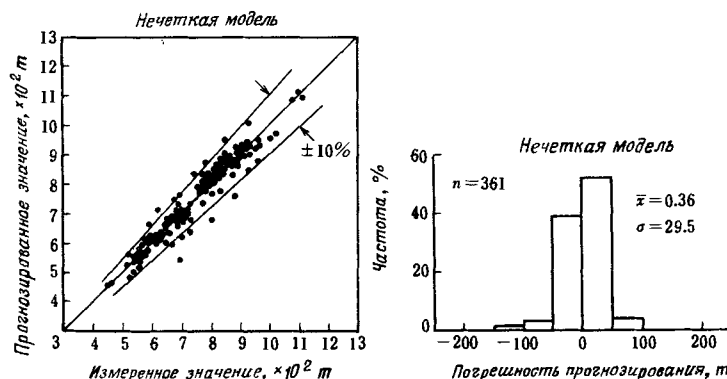 Нечеткая модель
Прогнозированное значение, ×10² m
13
12
11
10
9
8
7
6
5
4
3 4 5 6 7 8 9 10 11 12 13
±10%
Измеренное значение, ×10² m
Нечеткая модель
Частота, %
60
40
20
0
n=361
x̄=0.36
σ=29.5
−200 −100 0 100 200
Погрешность прогнозирования, m